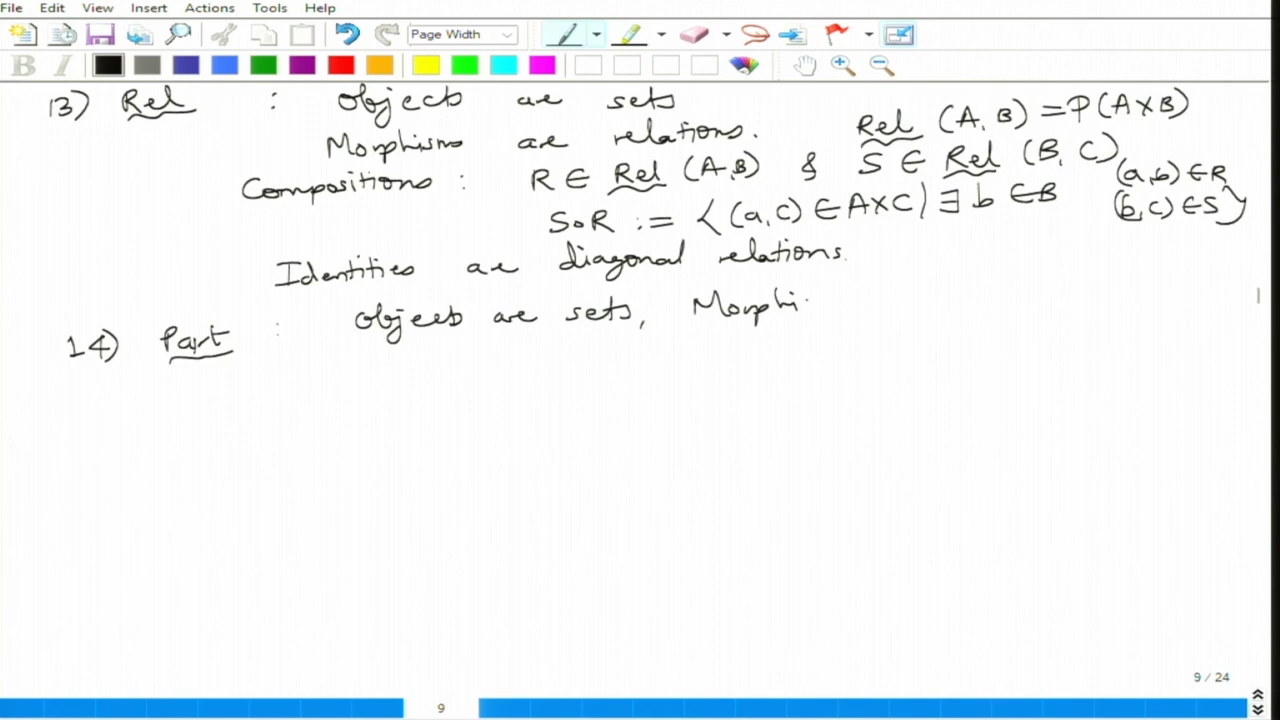 File Edit View Insert Actions Tools Help
Page Width
B I
13) Rel : Objects are sets
Morphisms are relations. Rel (A, B) = P(A×B)
Compositions : R ∈ Rel (A,B) & S ∈ Rel (B, C)
S∘R := { (a,c) ∈ A×C | ∃ b ∈ B (a,b) ∈ R, (b,c) ∈ S }
Identities are diagonal relations.
14) Part : Objects are sets, Morphi
9 / 24
9